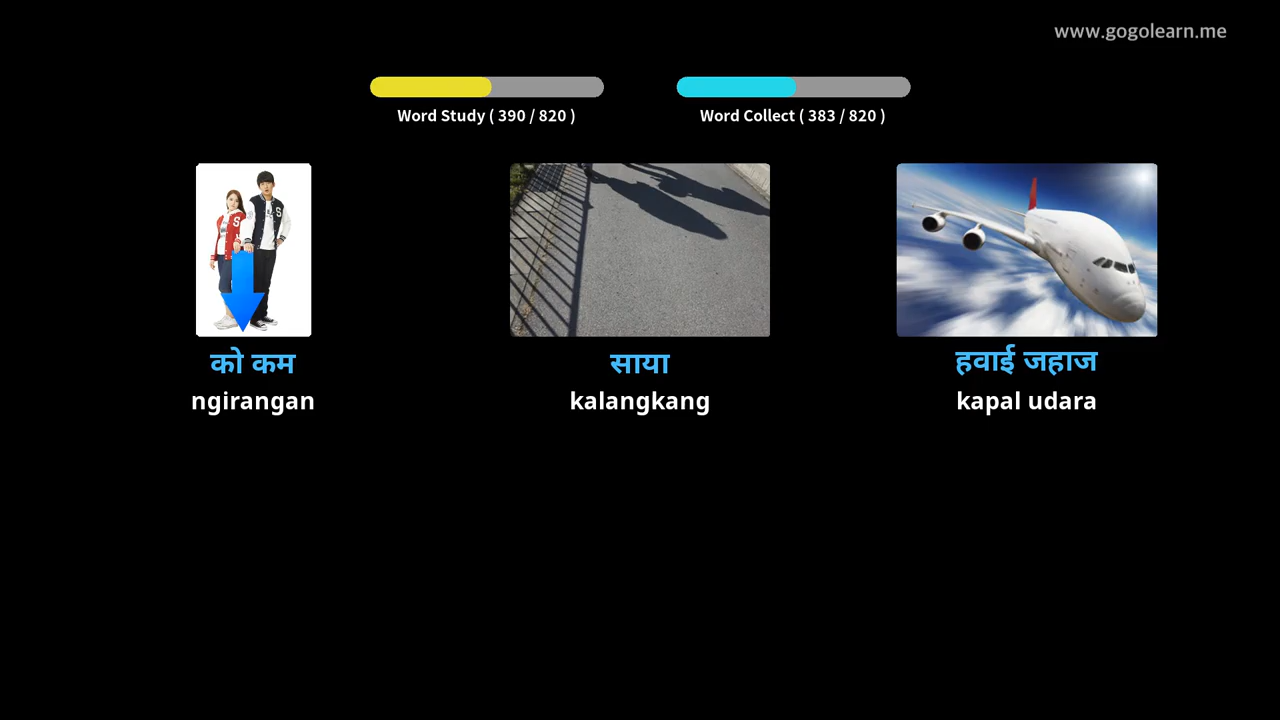 www.gogolearn.me
Word Study ( 390 / 820 )
Word Collect ( 383 / 820 )
को कम
ngirangan
साया
kalangkang
हवाई जहाज
kapal udara